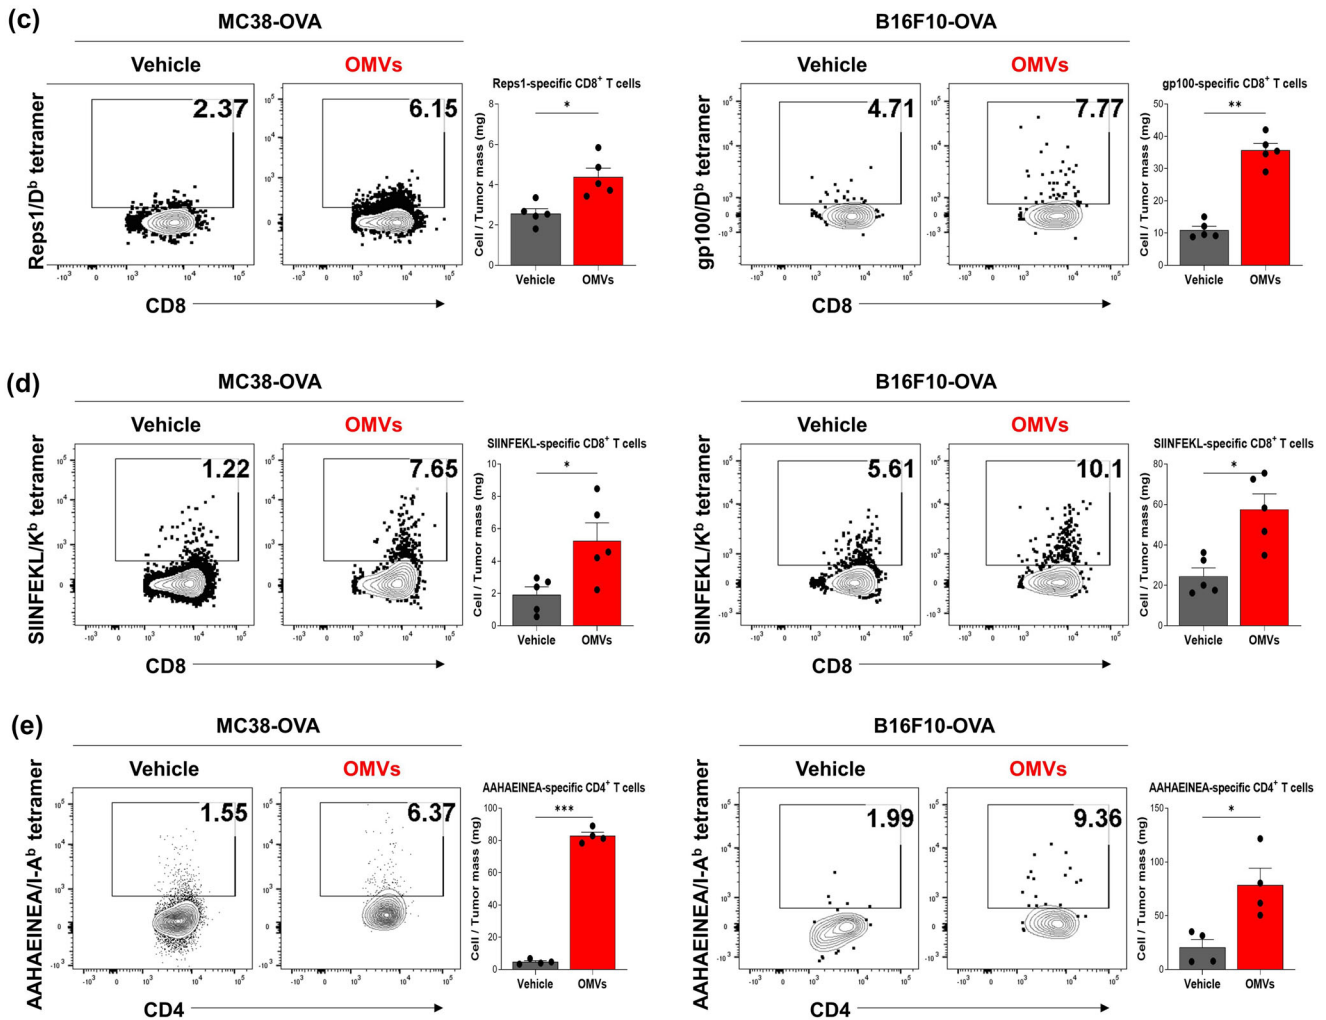 (c)
MC38-OVA
B16F10-OVA
Vehicle
OMVs
Vehicle
OMVs
Reps1/Dᵇ tetramer
2.37
6.15
Reps1-specific CD8⁺ T cells
*
Cell / Tumor mass (mg)
Vehicle
OMVs
CD8
gp100/Dᵇ tetramer
4.71
7.77
gp100-specific CD8⁺ T cells
**
Cell / Tumor mass (mg)
Vehicle
OMVs
CD8
(d)
MC38-OVA
B16F10-OVA
Vehicle
OMVs
Vehicle
OMVs
SIINFEKL/Kᵇ tetramer
1.22
7.65
SIINFEKL-specific CD8⁺ T cells
*
Cell / Tumor mass (mg)
Vehicle
OMVs
CD8
SIINFEKL/Kᵇ tetramer
5.61
10.1
SIINFEKL-specific CD8⁺ T cells
*
Cell / Tumor mass (mg)
Vehicle
OMVs
CD8
(e)
MC38-OVA
B16F10-OVA
Vehicle
OMVs
Vehicle
OMVs
AAHAEINEA/I-Aᵇ tetramer
1.55
6.37
AAHAEINEA-specific CD4⁺ T cells
***
Cell / Tumor mass (mg)
Vehicle
OMVs
CD4
AAHAEINEA/I-Aᵇ tetramer
1.99
9.36
AAHAEINEA-specific CD4⁺ T cells
*
Cell / Tumor mass (mg)
Vehicle
OMVs
CD4